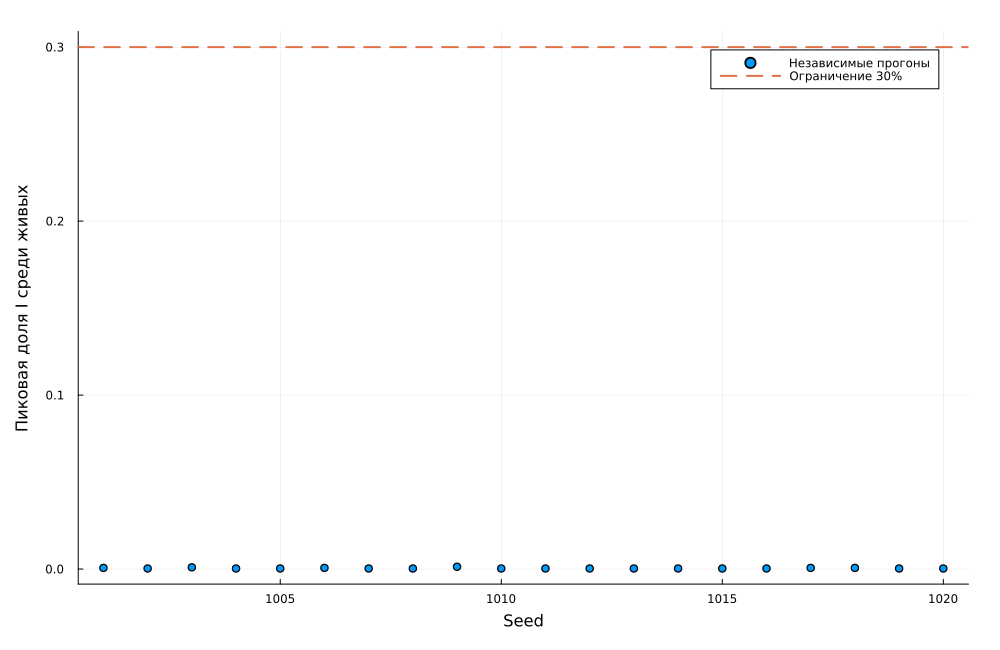 0.3
0.2
0.1
0.0
Пиковая доля I среди живых
Независимые прогоны
Ограничение 30%
1005
1010
1015
1020
Seed